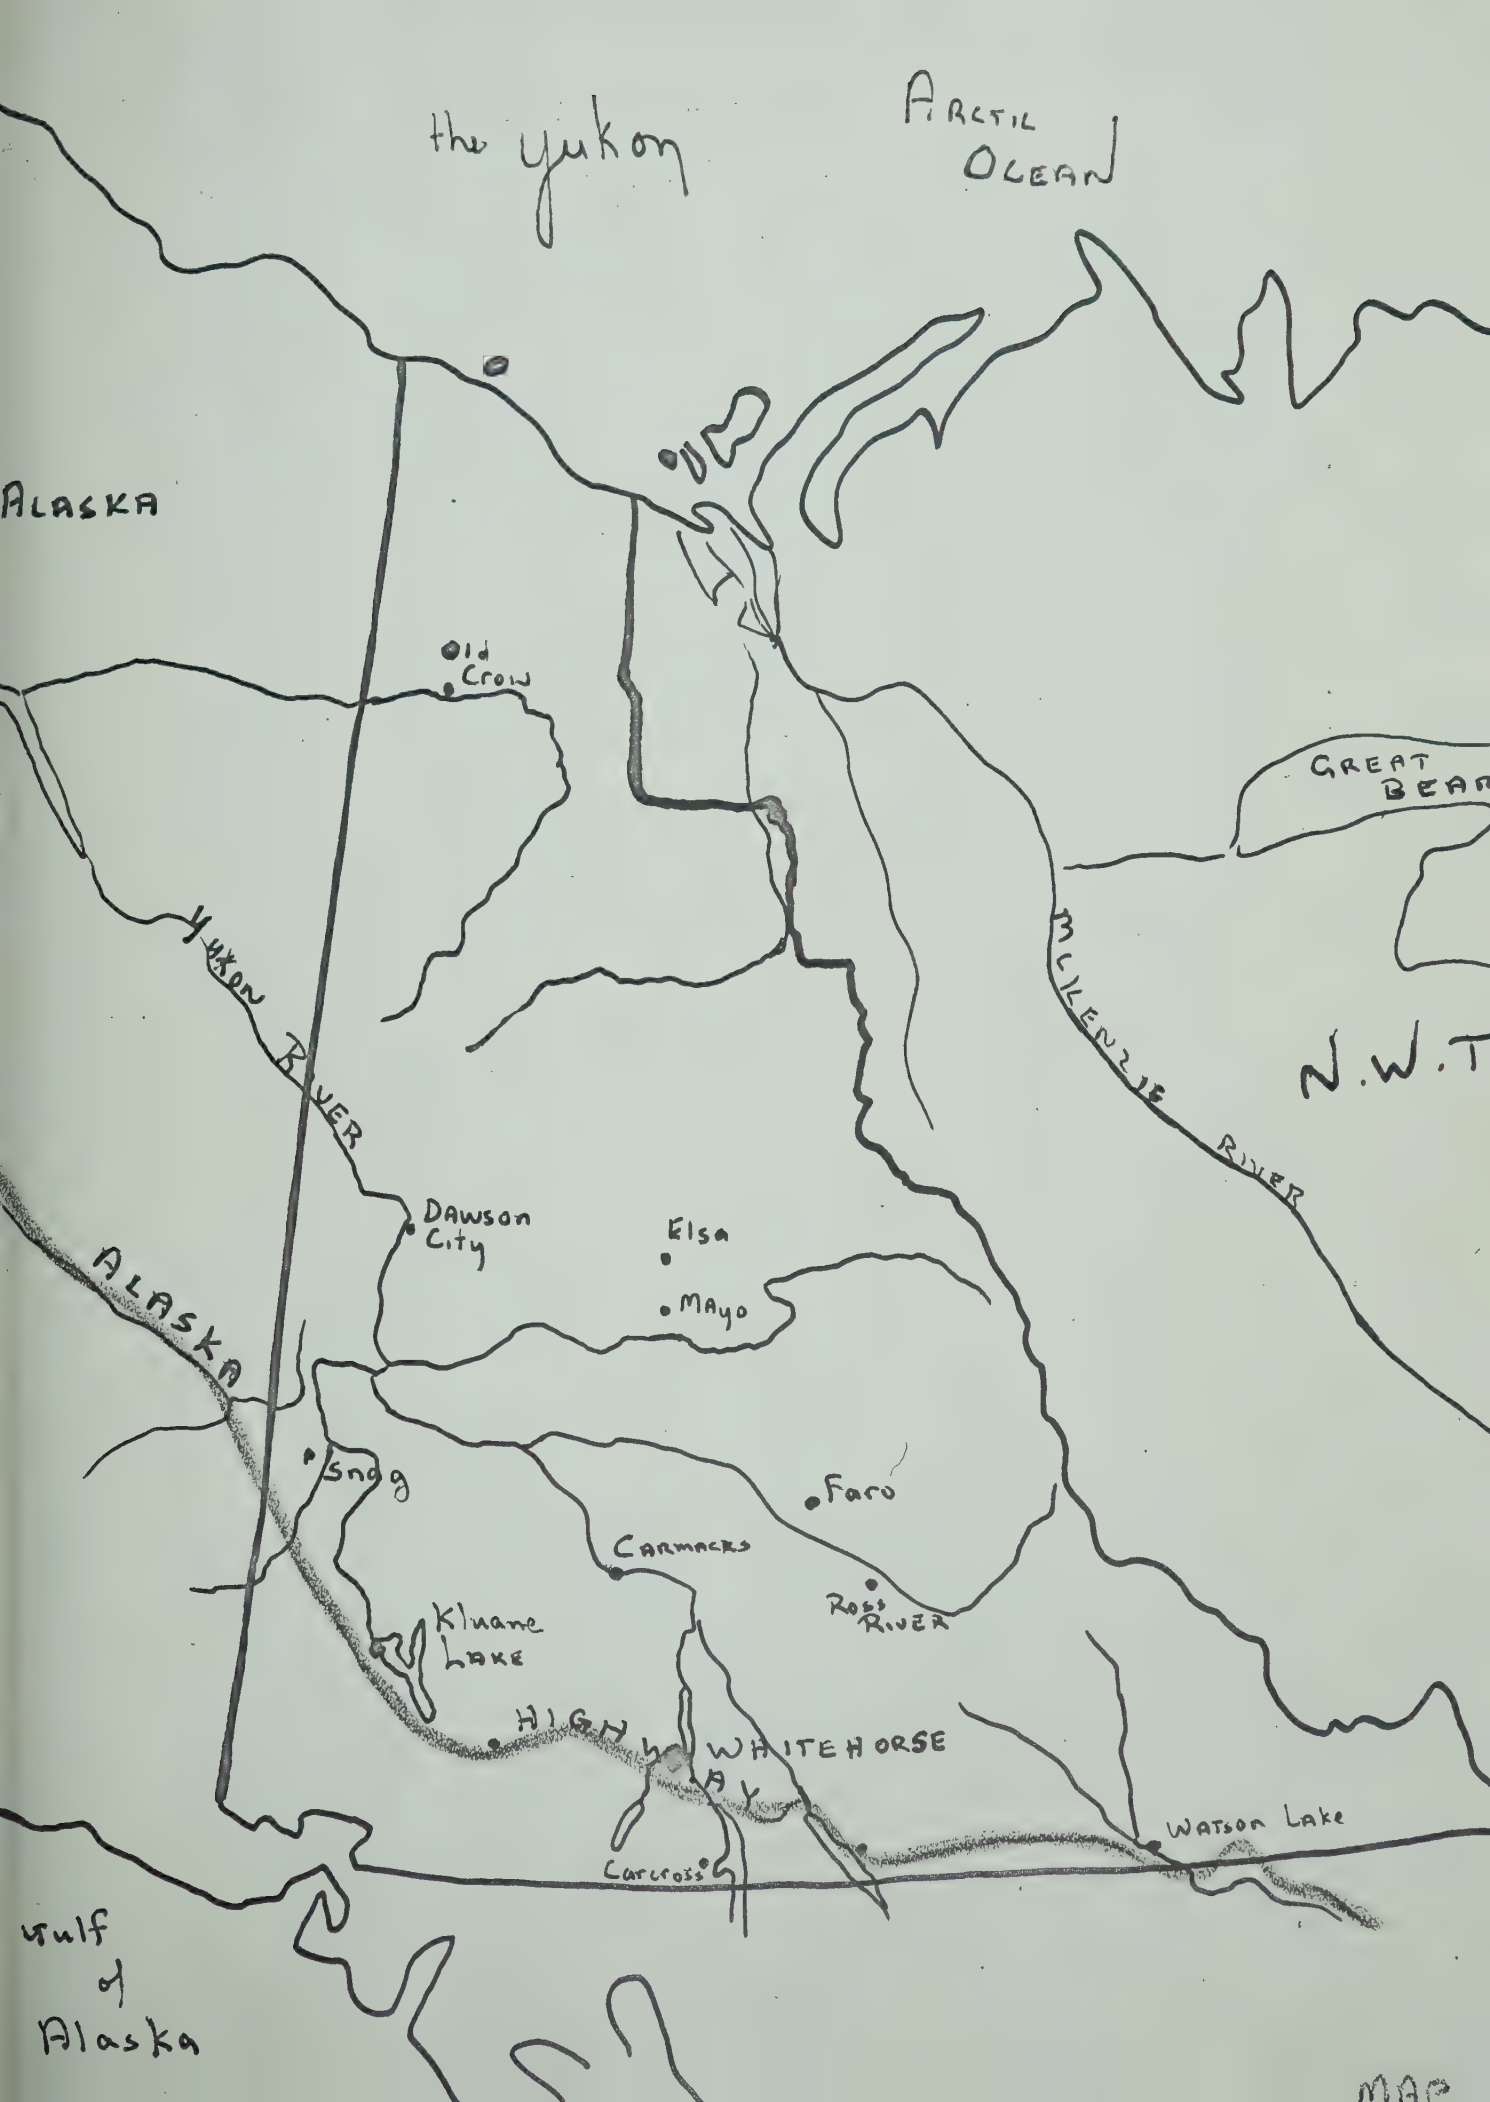 the Yukon
ARCTIC
OCEAN
ALASKA
Old
Crow
GREAT
BEAR
YUKON RIVER
MCKENZIE RIVER
N.W.T
DAWSON
City
Elsa
MAyo
ALASKA
Snag
Faro
CARMACKS
ROSS
RIVER
Kluane
LAKE
HIGHWAY
WHITEHORSE
WATSON LAKE
Carcross
Gulf
of
Alaska
MAP